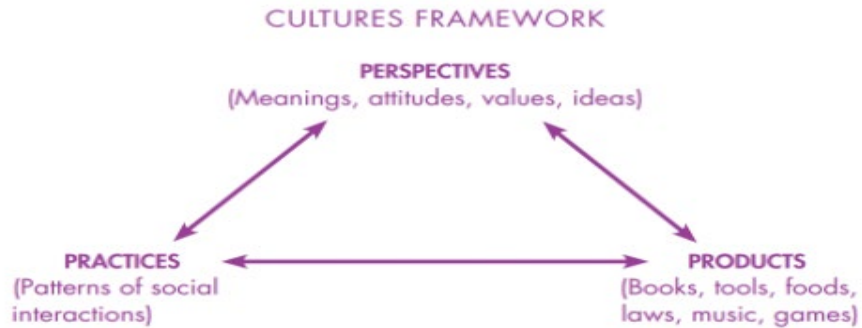 CULTURES FRAMEWORK
PERSPECTIVES
(Meanings, attitudes, values, ideas)
PRACTICES
(Patterns of social
interactions)
PRODUCTS
(Books, tools, foods,
laws, music, games)